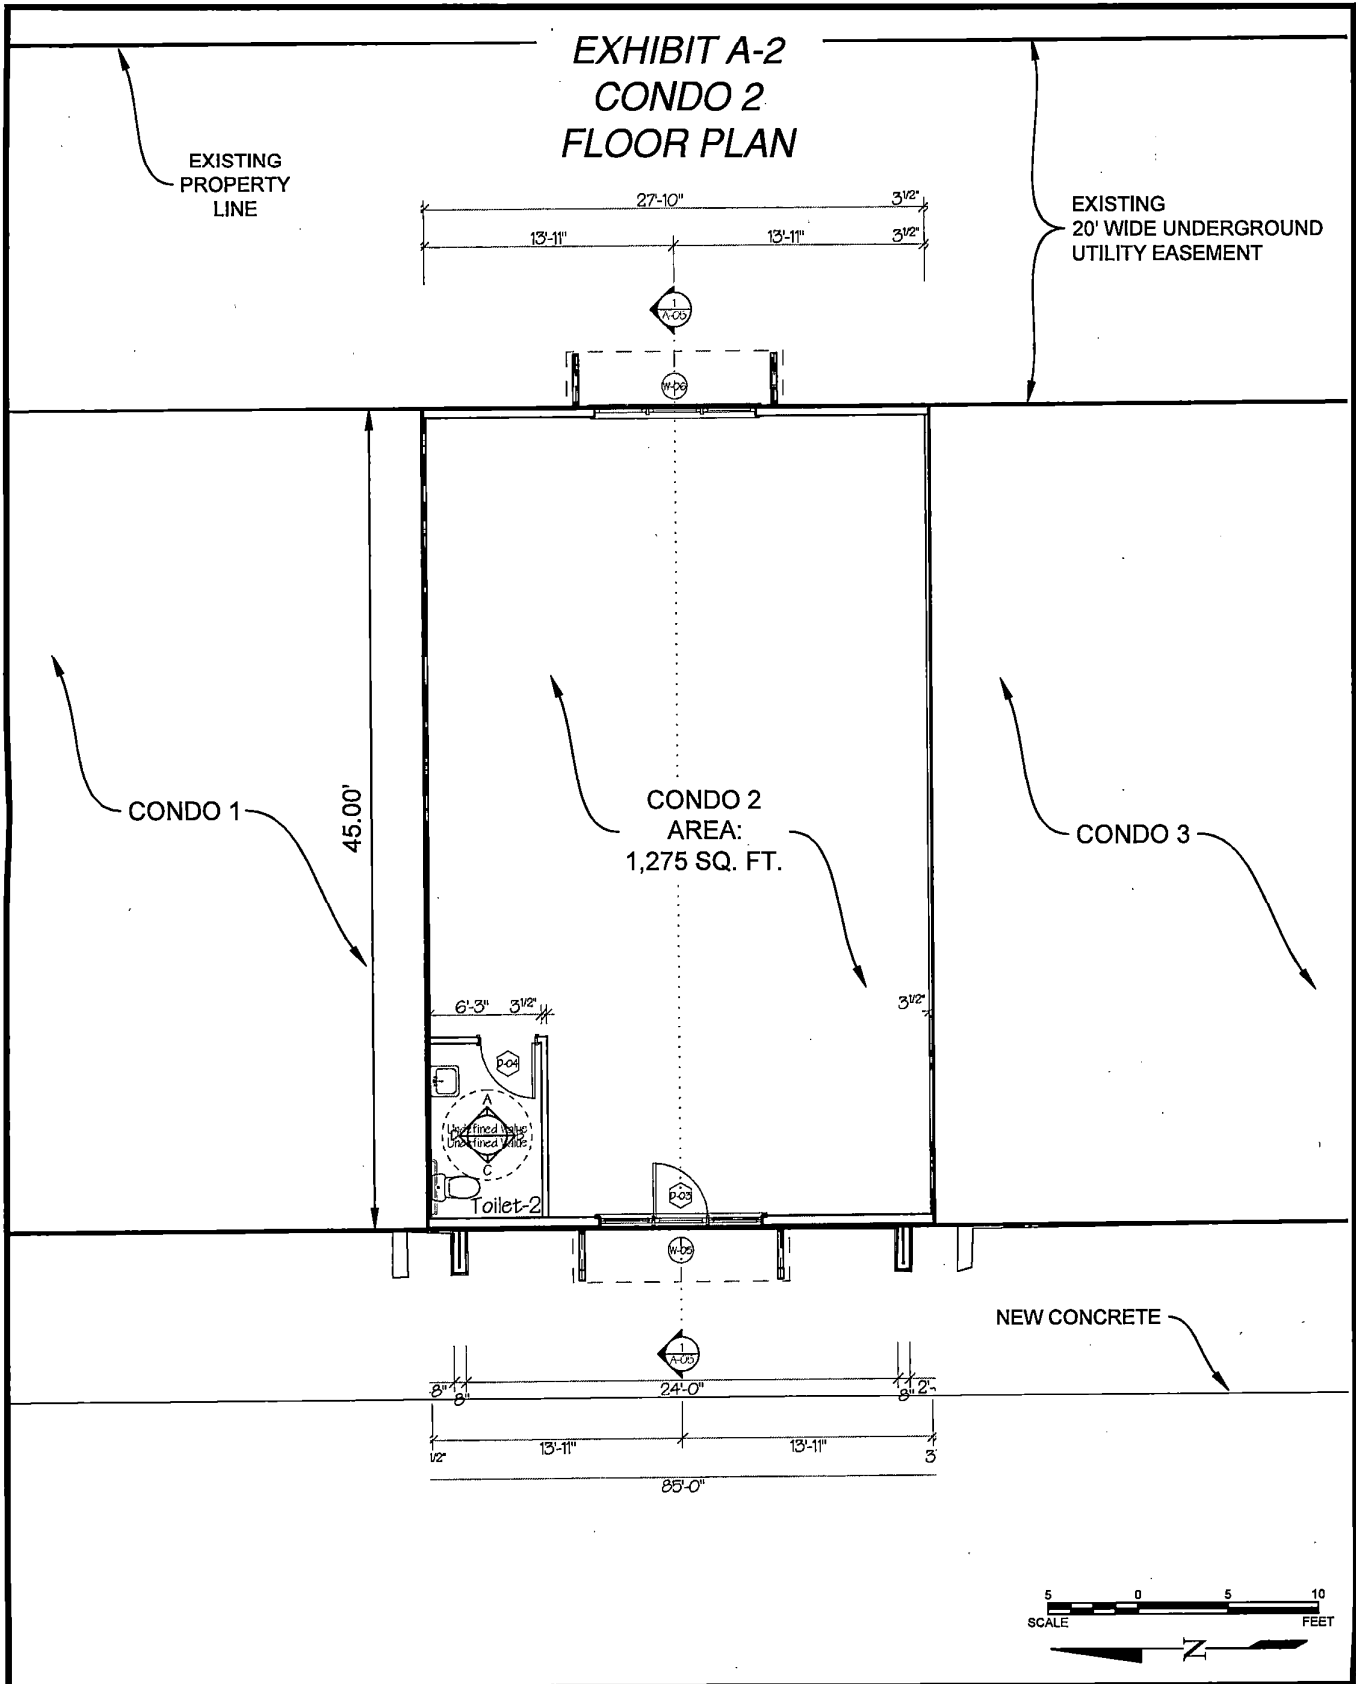 EXHIBIT A-2
CONDO 2
FLOOR PLAN
EXISTING
PROPERTY
LINE
EXISTING
20' WIDE UNDERGROUND
UTILITY EASEMENT
27'-10" 3 1/2"
13'-11" 13'-11" 3 1/2"
1
A-05
W-06
45.00'
CONDO 1
CONDO 2
AREA:
1,275 SQ. FT.
CONDO 3
6'-3" 3 1/2"
3 1/2"
D-04
A
Undefined Value
Undefined Value
C
Toilet-2
D-03
W-05
NEW CONCRETE
1
A-05
8" 8" 24'-0" 8" 2'-
1/2" 13'-11" 13'-11" 3
85'-0"
5 0 5 10
SCALE FEET
N